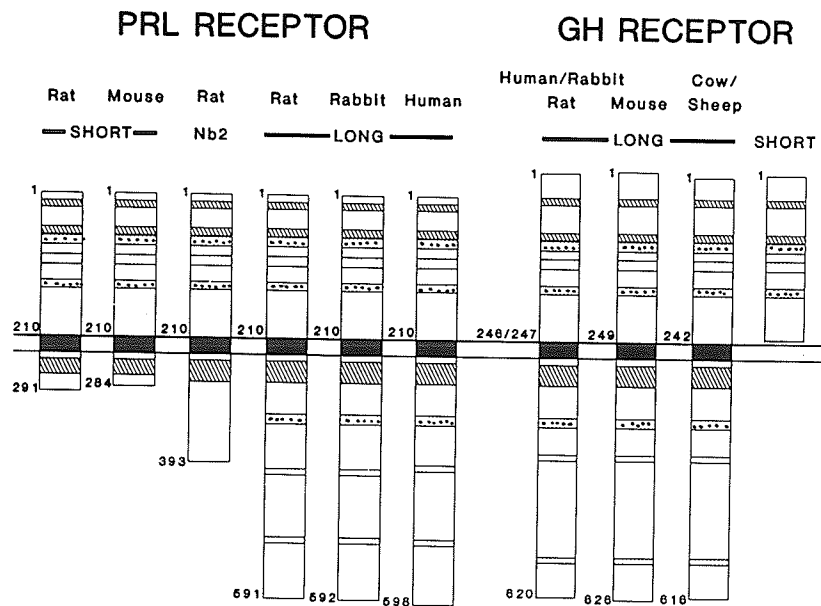 PRL RECEPTOR
GH RECEPTOR
Rat Mouse Rat Rat Rabbit Human
SHORT Nb2 LONG
Human/Rabbit
Rat Mouse
Cow/
Sheep
LONG SHORT
1 1 1 1 1 1 1 1 1 1
210 210 210 210 210 210 246/247 249 242
291 284
393
591 592 598 620 626 616